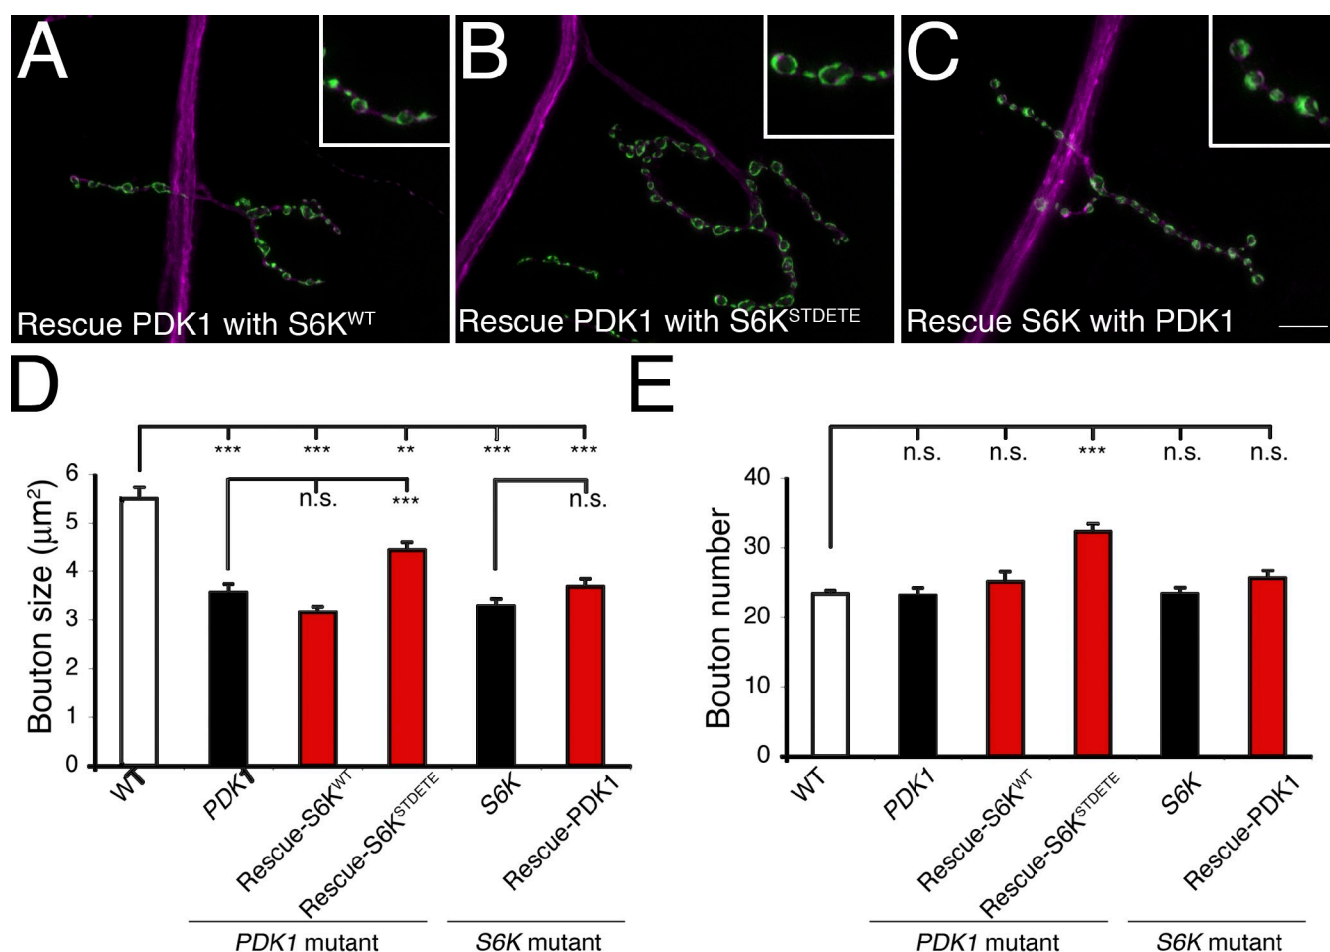 A
B
C
Rescue PDK1 with S6K^WT
Rescue PDK1 with S6K^STDETE
Rescue S6K with PDK1
D
*** *** ** *** ***
n.s. *** n.s.
Bouton size (μm²)
6
5
4
3
2
1
0
WT
PDK1
Rescue-S6K^WT
Rescue-S6K^STDETE
S6K
Rescue-PDK1
PDK1 mutant
S6K mutant
E
n.s. n.s. *** n.s. n.s.
Bouton number
40
30
20
10
0
WT
PDK1
Rescue-S6K^WT
Rescue-S6K^STDETE
S6K
Rescue-PDK1
PDK1 mutant
S6K mutant